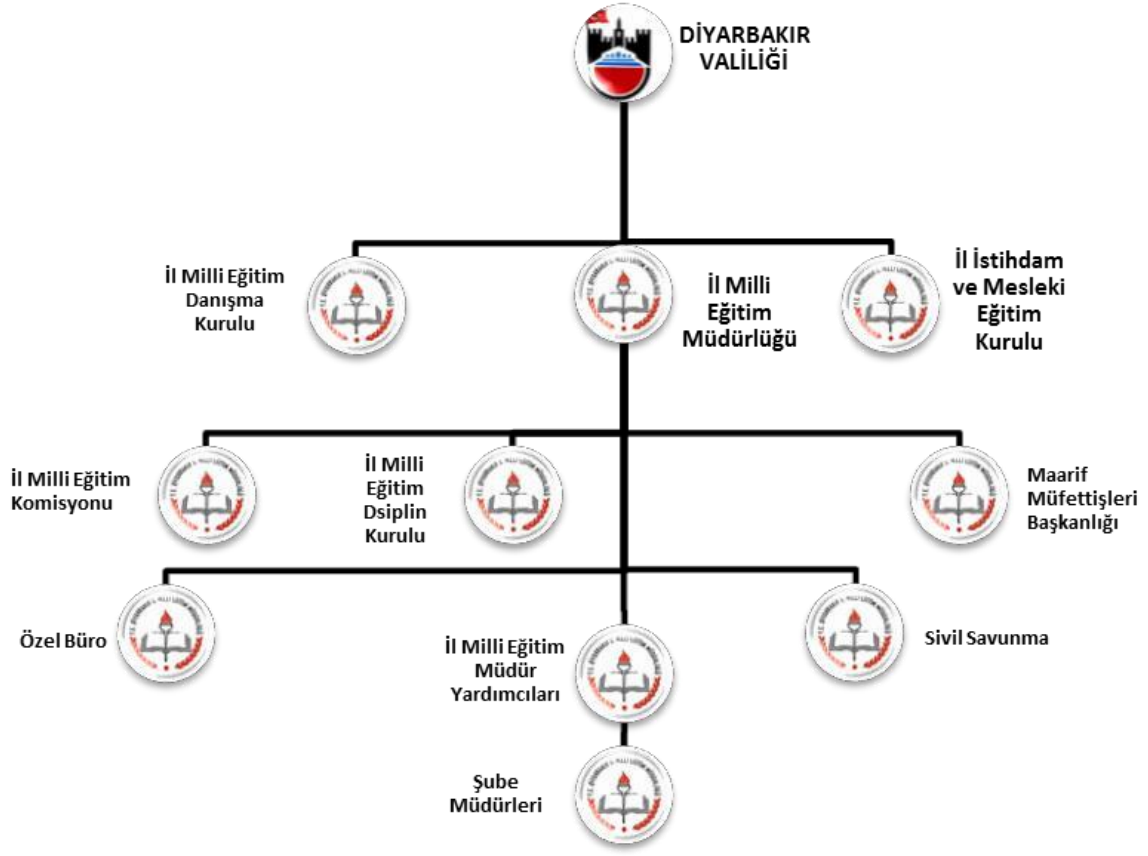 DİYARBAKIR
VALİLİĞİ
İl Milli Eğitim
Danışma
Kurulu
İl Milli
Eğitim
Müdürlüğü
İl İstihdam
ve Mesleki
Eğitim
Kurulu
İl Milli Eğitim
Komisyonu
İl Milli
Eğitim
Dsiplin
Kurulu
Maarif
Müfettişleri
Başkanlığı
Özel Büro
İl Milli Eğitim
Müdür
Yardımcıları
Sivil Savunma
Şube
Müdürleri